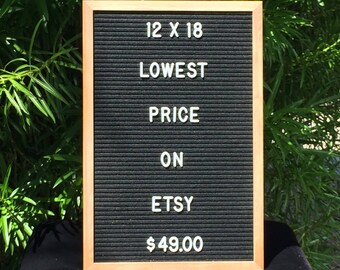 12 X 18
LOWEST
PRICE
ON
ETSY
$49.00